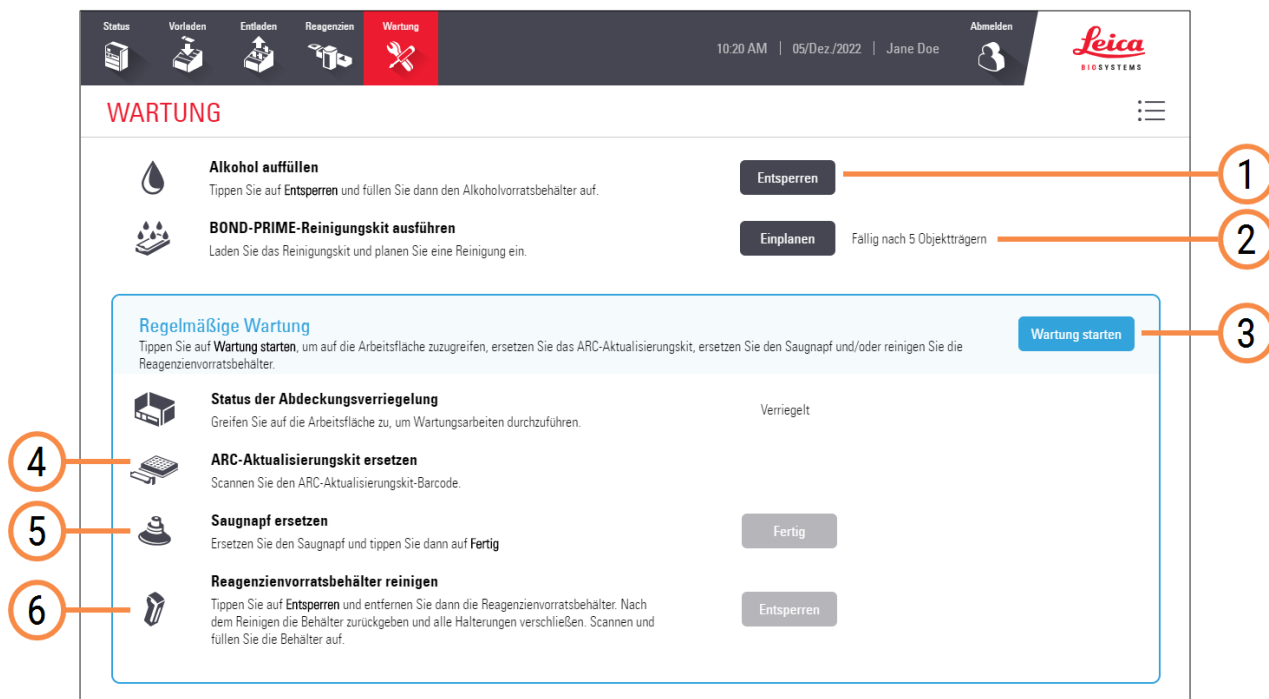 Status Vorladen Entladen Reagenzien Wartung
10:20 AM | 05/Dez./2022 | Jane Doe
Abmelden
Leica
BIOSYSTEMS
WARTUNG
Alkohol auffüllen
Tippen Sie auf Entsperren und füllen Sie dann den Alkoholvorratsbehälter auf.
Entsperren
1
BOND-PRIME-Reinigungskit ausführen
Laden Sie das Reinigungskit und planen Sie eine Reinigung ein.
Einplanen
Fällig nach 5 Objektträgern
2
Regelmäßige Wartung
Tippen Sie auf Wartung starten, um auf die Arbeitsfläche zuzugreifen, ersetzen Sie das ARC-Aktualisierungskit, ersetzen Sie den Saugnapf und/oder reinigen Sie die
Reagenzienvorratsbehälter.
Wartung starten
3
Status der Abdeckungsverriegelung
Greifen Sie auf die Arbeitsfläche zu, um Wartungsarbeiten durchzuführen.
Verriegelt
4
ARC-Aktualisierungskit ersetzen
Scannen Sie den ARC-Aktualisierungskit-Barcode.
5
Saugnapf ersetzen
Ersetzen Sie den Saugnapf und tippen Sie dann auf Fertig
Fertig
6
Reagenzienvorratsbehälter reinigen
Tippen Sie auf Entsperren und entfernen Sie dann die Reagenzienvorratsbehälter. Nach
dem Reinigen die Behälter zurückgeben und alle Halterungen verschließen. Scannen und
füllen Sie die Behälter auf.
Entsperren